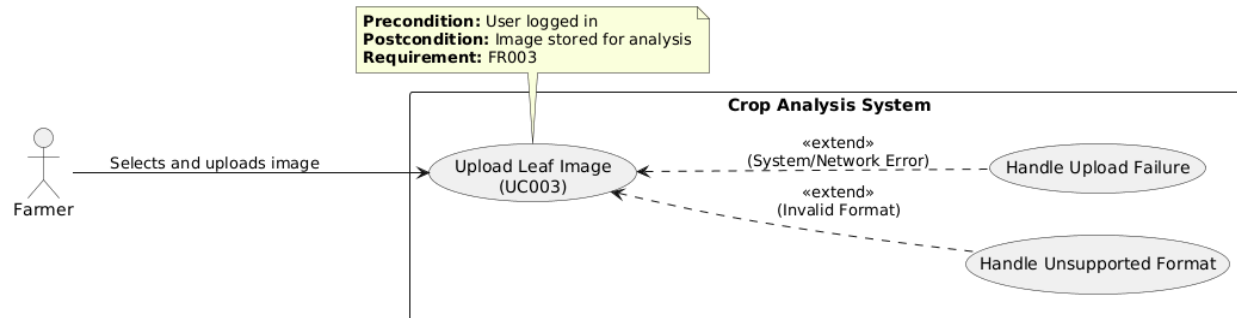 Precondition: User logged in
Postcondition: Image stored for analysis
Requirement: FR003
Crop Analysis System
Farmer
Selects and uploads image
Upload Leaf Image
(UC003)
«extend»
(System/Network Error)
Handle Upload Failure
«extend»
(Invalid Format)
Handle Unsupported Format